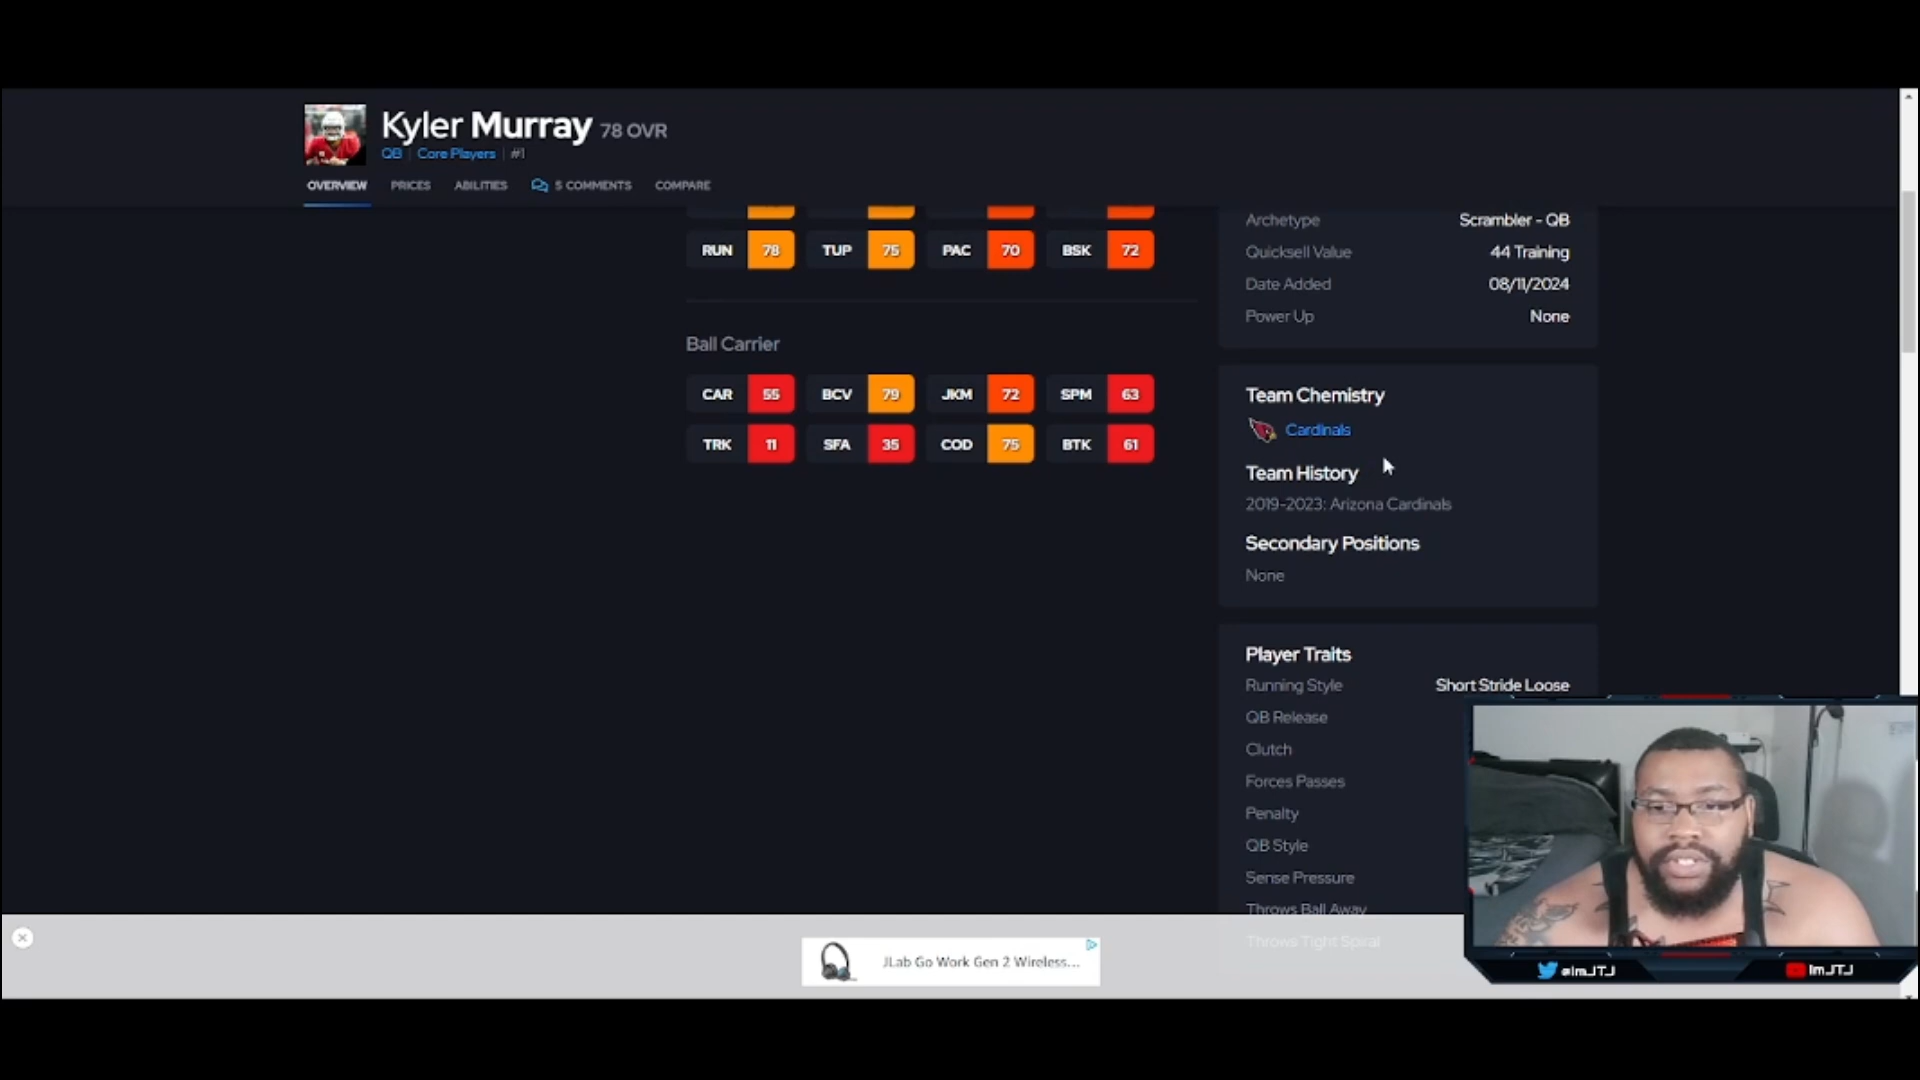 Kyler Murray 78 OVR
QB | Core Players | #1
OVERVIEW PRICES ABILITIES 5 COMMENTS COMPARE
RUN 78 TUP 75 PAC 70 BSK 72
Ball Carrier
CAR 55 BCV 79 JKM 72 SPM 63
TRK 11 SFA 35 COD 75 BTK 61
Archetype Scrambler - QB
Quicksell Value 44 Training
Date Added 08/11/2024
Power Up None
Team Chemistry
Cardinals
Team History
2019-2023: Arizona Cardinals
Secondary Positions
None
Player Traits
Running Style Short Stride Loose
QB Release
Clutch
Forces Passes
Penalty
QB Style
Sense Pressure
Throws Ball Away
Throws Tight Spiral
JLab Go Work Gen 2 Wireless...
@ImJTJ
ImJTJ